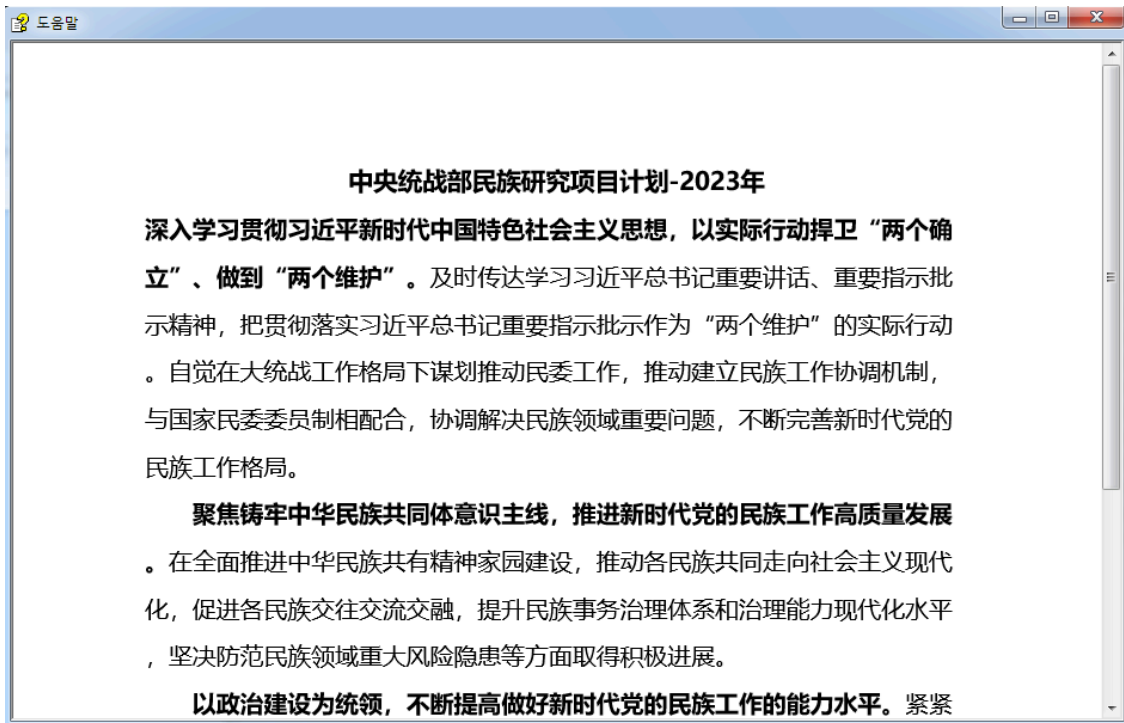 도움말
中央统战部民族研究项目计划-2023年
深入学习贯彻习近平新时代中国特色社会主义思想，以实际行动捍卫“两个确
立”、做到“两个维护”。及时传达学习习近平总书记重要讲话、重要指示批
示精神，把贯彻落实习近平总书记重要指示批示作为“两个维护”的实际行动
。自觉在大统战工作格局下谋划推动民委工作，推动建立民族工作协调机制，
与国家民委委员制相配合，协调解决民族领域重要问题，不断完善新时代党的
民族工作格局。
聚焦铸牢中华民族共同体意识主线，推进新时代党的民族工作高质量发展
。在全面推进中华民族共有精神家园建设，推动各民族共同走向社会主义现代
化，促进各民族交往交流交融，提升民族事务治理体系和治理能力现代化水平
，坚决防范民族领域重大风险隐患等方面取得积极进展。
以政治建设为统领，不断提高做好新时代党的民族工作的能力水平。紧紧